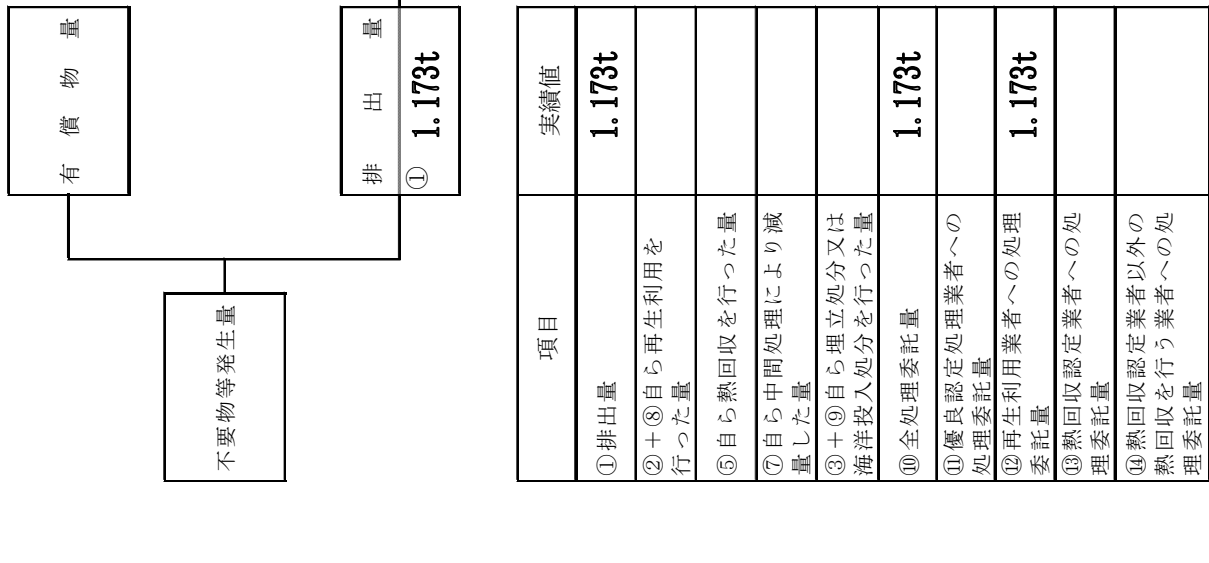 不要物等発生量
有償物量
排出量
① 1.173t
項目 実績値
①排出量 1.173t
②+⑧自ら再生利用を
行った量
⑤自ら熱回収を行った量
⑦自ら中間処理により減
量した量
③+⑨自ら埋立処分又は
海洋投入処分を行った量
⑩全処理委託量 1.173t
⑪優良認定処理業者への
処理委託量
⑫再生利用業者への処理
委託量 1.173t
⑬熱回収認定業者への処
理委託量
⑭熱回収認定業者以外の
熱回収を行う業者への処
理委託量